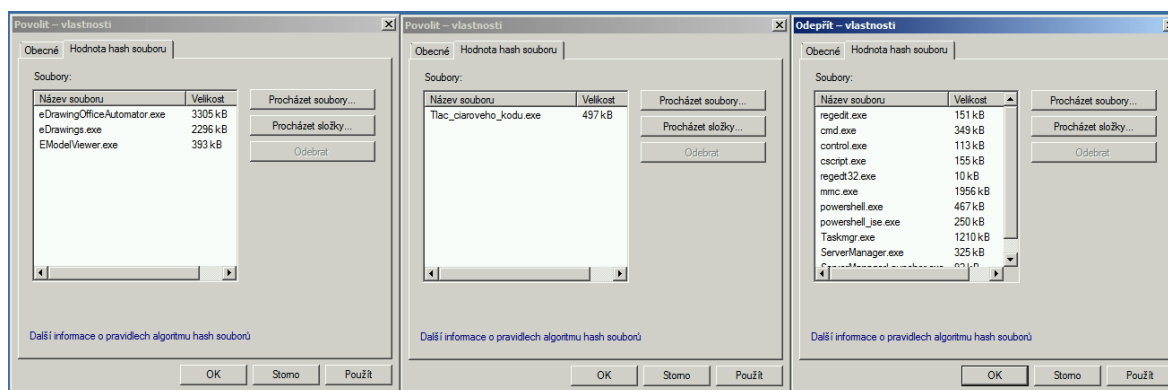 Povolit – vlastnosti
Obecné
Hodnota hash souboru
Soubory:
Název souboru Velikost
eDrawingOfficeAutomator.exe 3305 kB
eDrawings.exe 2296 kB
EModelViewer.exe 393 kB
Procházet soubory...
Procházet složky...
Odebrat
Další informace o pravidlech algoritmu hash souborů
OK
Storno
Použít
Povolit – vlastnosti
Obecné
Hodnota hash souboru
Soubory:
Název souboru Velikost
Tlac_ciaroveho_kodu.exe 497 kB
Procházet soubory...
Procházet složky...
Odebrat
Další informace o pravidlech algoritmu hash souborů
OK
Storno
Použít
Odepřít – vlastnosti
Obecné
Hodnota hash souboru
Soubory:
Název souboru Velikost
regedit.exe 151 kB
cmd.exe 349 kB
control.exe 113 kB
cscript.exe 155 kB
regedt32.exe 10 kB
mmc.exe 1956 kB
powershell.exe 467 kB
powershell_ise.exe 250 kB
Taskmgr.exe 1210 kB
ServerManager.exe 325 kB
Procházet soubory...
Procházet složky...
Odebrat
Další informace o pravidlech algoritmu hash souborů
OK
Storno
Použít